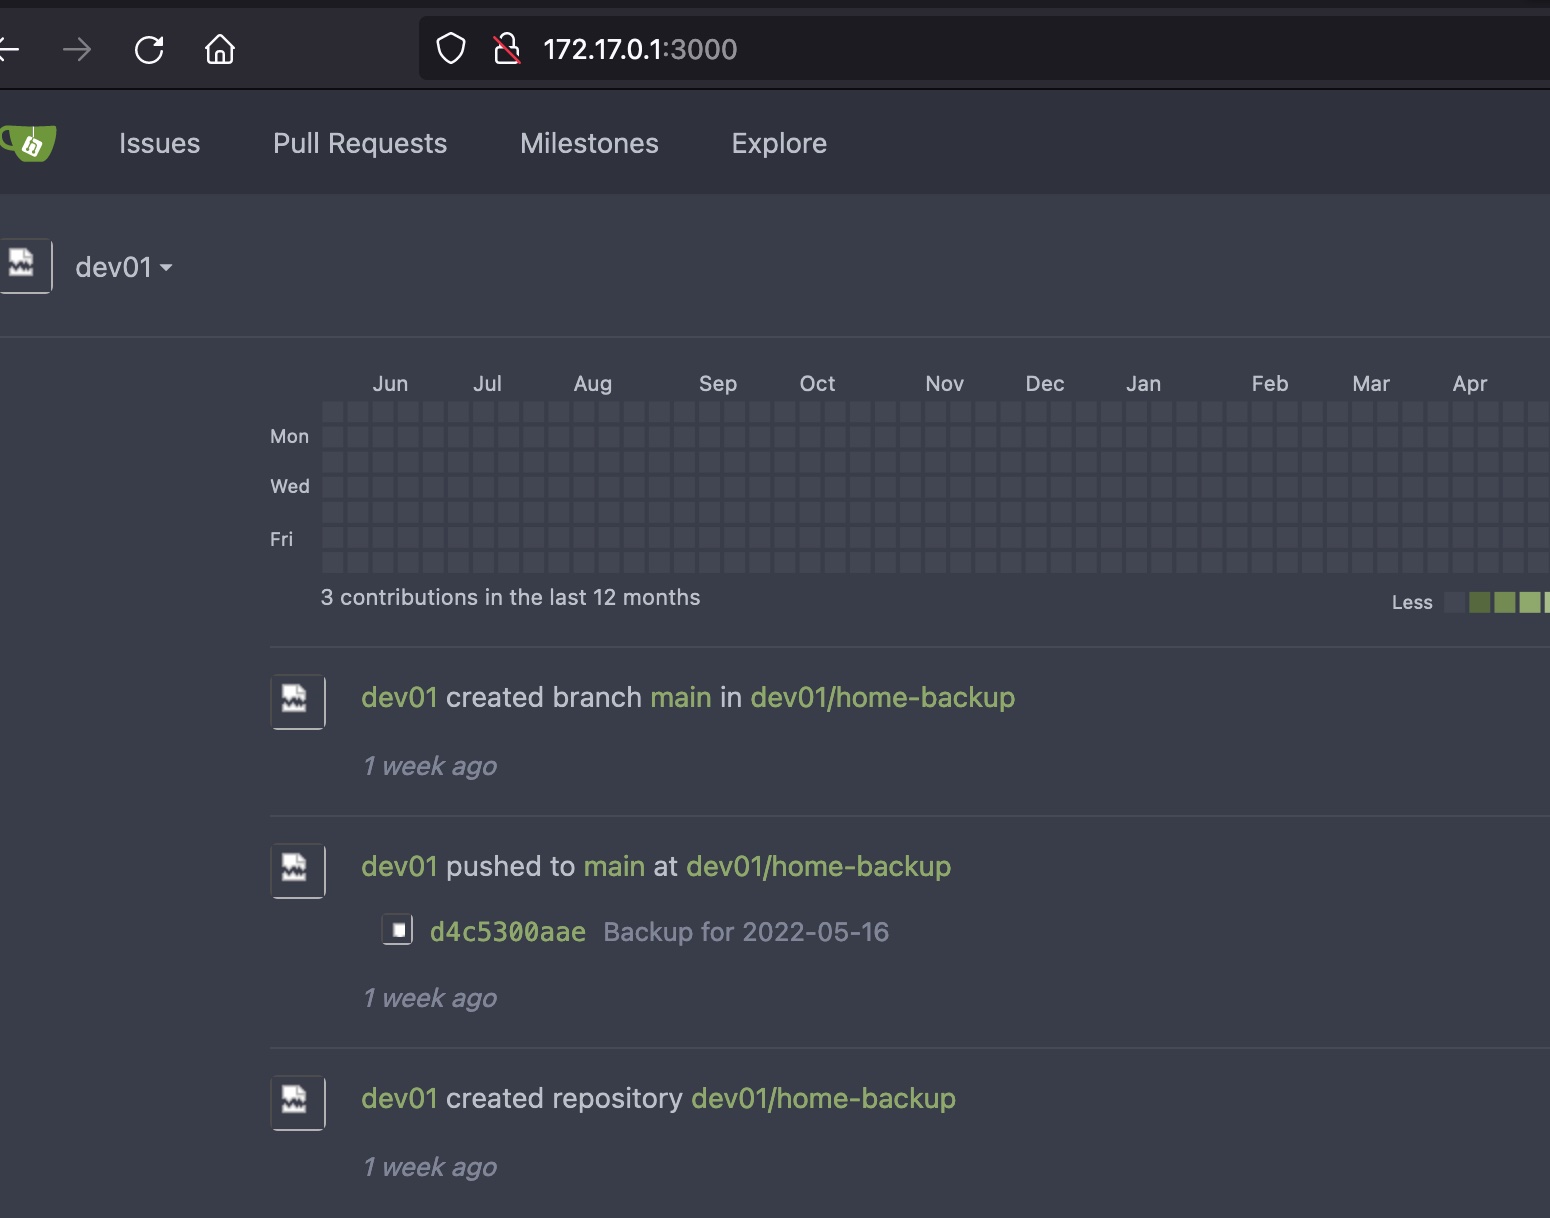 172.17.0.1:3000
Issues Pull Requests Milestones Explore
dev01
Jun Jul Aug Sep Oct Nov Dec Jan Feb Mar Apr
Mon
Wed
Fri
3 contributions in the last 12 months
Less
dev01 created branch main in dev01/home-backup
1 week ago
dev01 pushed to main at dev01/home-backup
d4c5300aae Backup for 2022-05-16
1 week ago
dev01 created repository dev01/home-backup
1 week ago